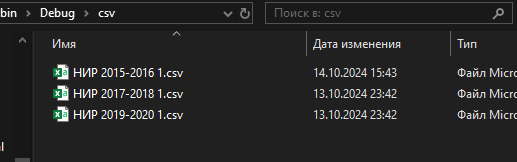 bin > Debug > csv Поиск в: csv
Имя Дата изменения Тип
НИР 2015-2016 1.csv 14.10.2024 15:43 Файл Micro
НИР 2017-2018 1.csv 13.10.2024 23:42 Файл Micro
НИР 2019-2020 1.csv 13.10.2024 23:42 Файл Micro